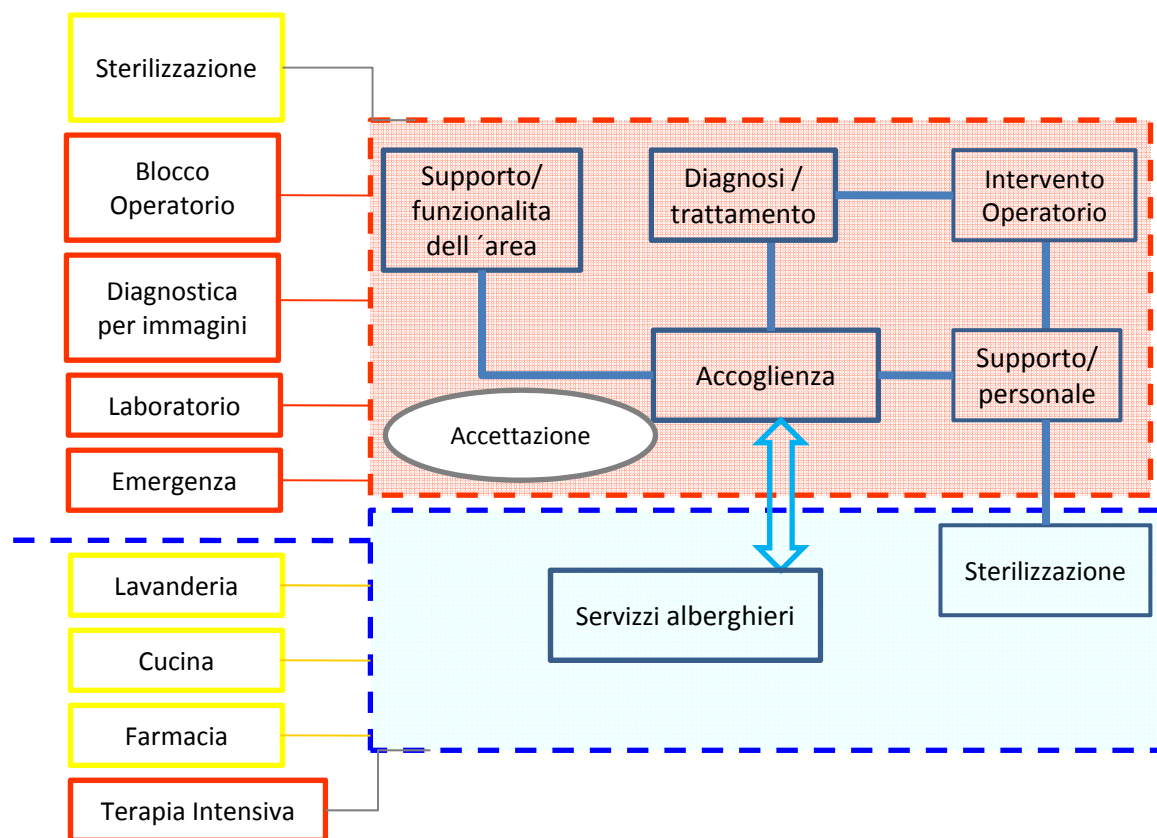 Sterilizzazione
Blocco
Operatorio
Diagnostica
per immagini
Laboratorio
Emergenza
Lavanderia
Cucina
Farmacia
Terapia Intensiva
Supporto/
funzionalita
dell ´area
Diagnosi /
trattamento
Intervento
Operatorio
Accoglienza
Supporto/
personale
Accettazione
Sterilizzazione
Servizzi alberghieri